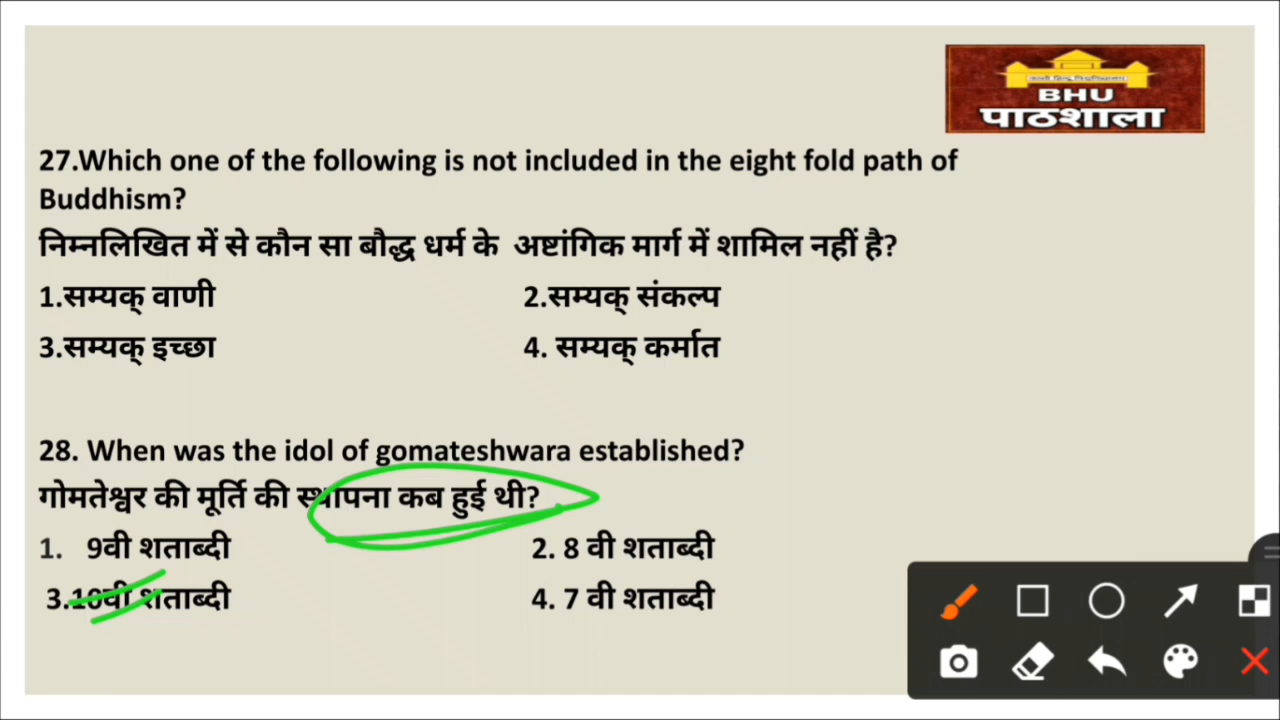 BHU
पाठशाला
27.Which one of the following is not included in the eight fold path of
Buddhism?
निम्नलिखित में से कौन सा बौद्ध धर्म के अष्टांगिक मार्ग में शामिल नहीं है?
1.सम्यक् वाणी 2.सम्यक् संकल्प
3.सम्यक् इच्छा 4. सम्यक् कर्मात
28. When was the idol of gomateshwara established?
गोमतेश्वर की मूर्ति की स्थापना कब हुई थी?
1. 9वी शताब्दी 2. 8 वी शताब्दी
3.10वी शताब्दी 4. 7 वी शताब्दी